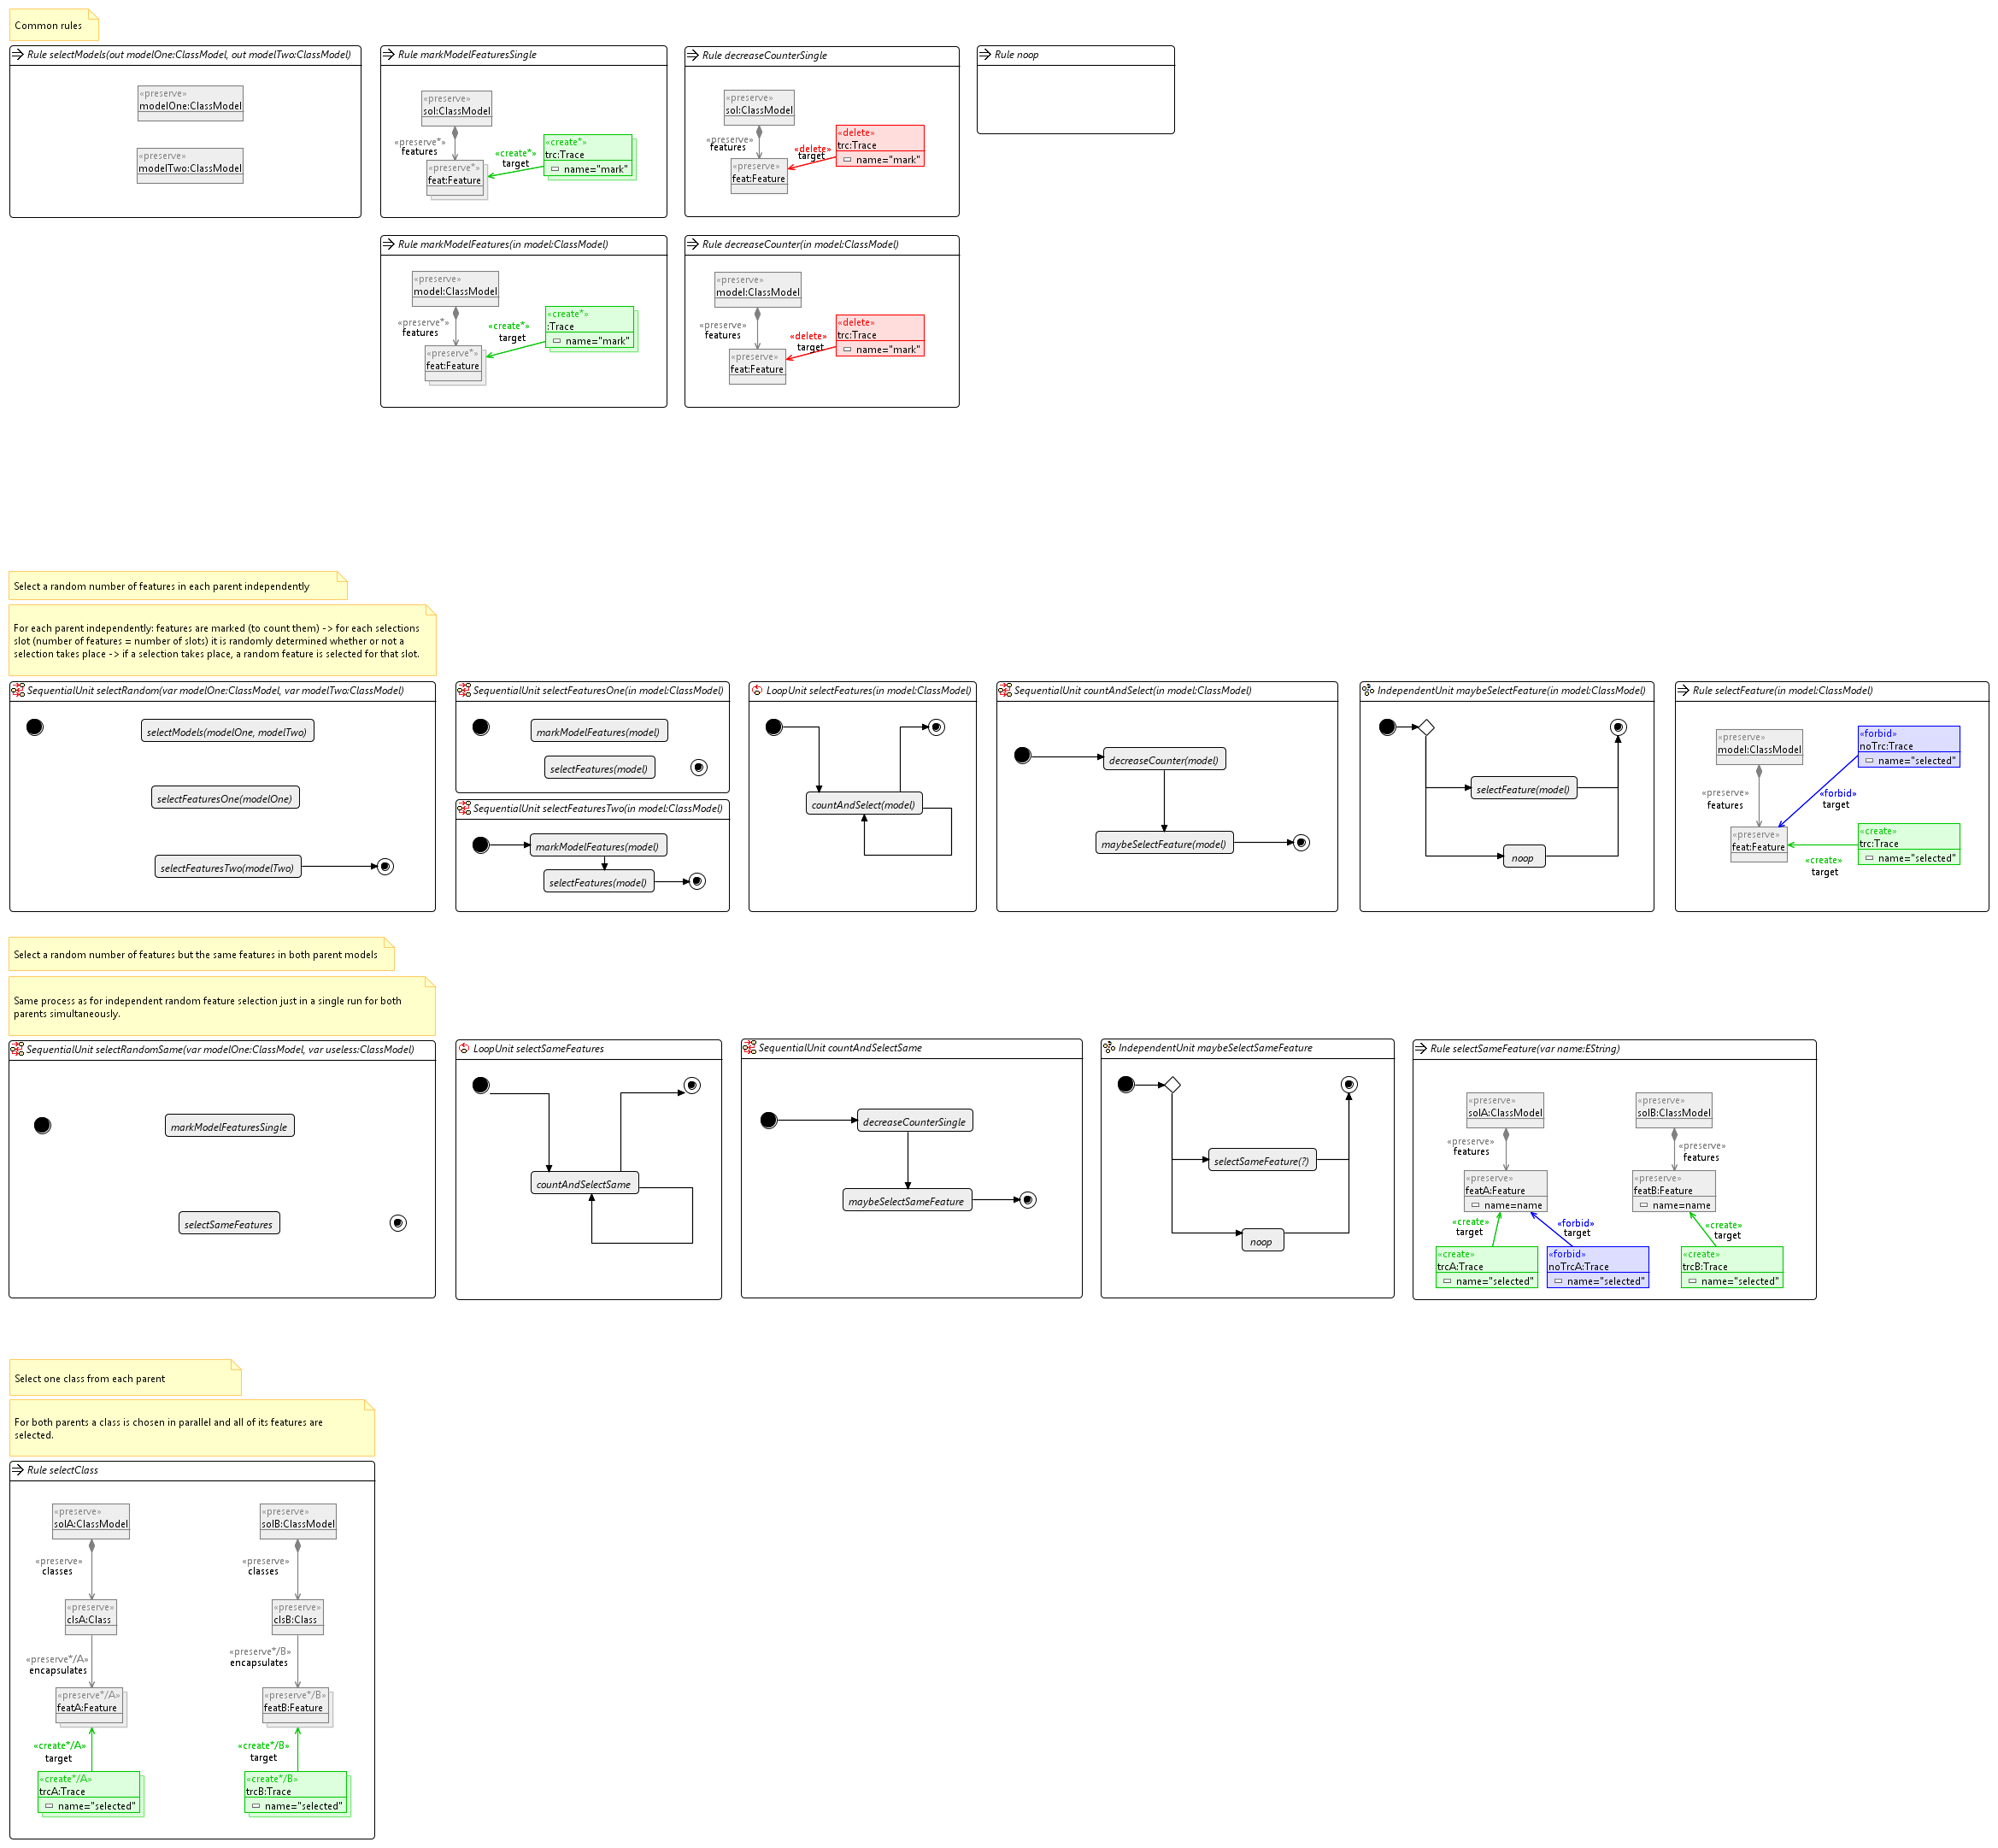 Common rules
Rule selectModels(out modelOne:ClassModel, out modelTwo:ClassModel)
«preserve»
modelOne:ClassModel
«preserve»
modelTwo:ClassModel
Rule markModelFeaturesSingle
«preserve»
sol:ClassModel
«preserve*»
features
«preserve*»
feat:Feature
«create*»
target
«create*»
trc:Trace
name="mark"
Rule decreaseCounterSingle
«preserve»
sol:ClassModel
«preserve»
features
«preserve»
feat:Feature
«delete»
target
«delete»
trc:Trace
name="mark"
Rule noop
Rule markModelFeatures(in model:ClassModel)
«preserve»
model:ClassModel
«preserve*»
features
«preserve*»
feat:Feature
«create*»
target
«create*»
:Trace
name="mark"
Rule decreaseCounter(in model:ClassModel)
«preserve»
model:ClassModel
«preserve»
features
«preserve»
feat:Feature
«delete»
target
«delete»
trc:Trace
name="mark"
Select a random number of features in each parent independently
For each parent independently: features are marked (to count them) -> for each selections
slot (number of features = number of slots) it is randomly determined whether or not a
selection takes place -> if a selection takes place, a random feature is selected for that slot.
SequentialUnit selectRandom(var modelOne:ClassModel, var modelTwo:ClassModel)
selectModels(modelOne, modelTwo)
selectFeaturesOne(modelOne)
selectFeaturesTwo(modelTwo)
SequentialUnit selectFeaturesOne(in model:ClassModel)
markModelFeatures(model)
selectFeatures(model)
SequentialUnit selectFeaturesTwo(in model:ClassModel)
markModelFeatures(model)
selectFeatures(model)
LoopUnit selectFeatures(in model:ClassModel)
countAndSelect(model)
SequentialUnit countAndSelect(in model:ClassModel)
decreaseCounter(model)
maybeSelectFeature(model)
IndependentUnit maybeSelectFeature(in model:ClassModel)
selectFeature(model)
noop
Rule selectFeature(in model:ClassModel)
«preserve»
model:ClassModel
«preserve»
features
«preserve»
feat:Feature
«forbid»
noTrc:Trace
name="selected"
«forbid»
target
«create»
trc:Trace
name="selected"
«create»
target
Select a random number of features but the same features in both parent models
Same process as for independent random feature selection just in a single run for both
parents simultaneously.
SequentialUnit selectRandomSame(var modelOne:ClassModel, var useless:ClassModel)
markModelFeaturesSingle
selectSameFeatures
LoopUnit selectSameFeatures
countAndSelectSame
SequentialUnit countAndSelectSame
decreaseCounterSingle
maybeSelectSameFeature
IndependentUnit maybeSelectSameFeature
selectSameFeature(?)
noop
Rule selectSameFeature(var name:EString)
«preserve»
solA:ClassModel
«preserve»
features
«preserve»
featA:Feature
name=name
«create»
target
«forbid»
target
«create»
trcA:Trace
name="selected"
«forbid»
noTrcA:Trace
name="selected"
«preserve»
solB:ClassModel
«preserve»
features
«preserve»
featB:Feature
name=name
«create»
target
«create»
trcB:Trace
name="selected"
Select one class from each parent
For both parents a class is chosen in parallel and all of its features are
selected.
Rule selectClass
«preserve»
solA:ClassModel
«preserve»
classes
«preserve»
clsA:Class
«preserve*/A»
encapsulates
«preserve*/A»
featA:Feature
«create*/A»
target
«create*/A»
trcA:Trace
name="selected"
«preserve»
solB:ClassModel
«preserve»
classes
«preserve»
clsB:Class
«preserve*/B»
encapsulates
«preserve*/B»
featB:Feature
«create*/B»
target
«create*/B»
trcB:Trace
name="selected"